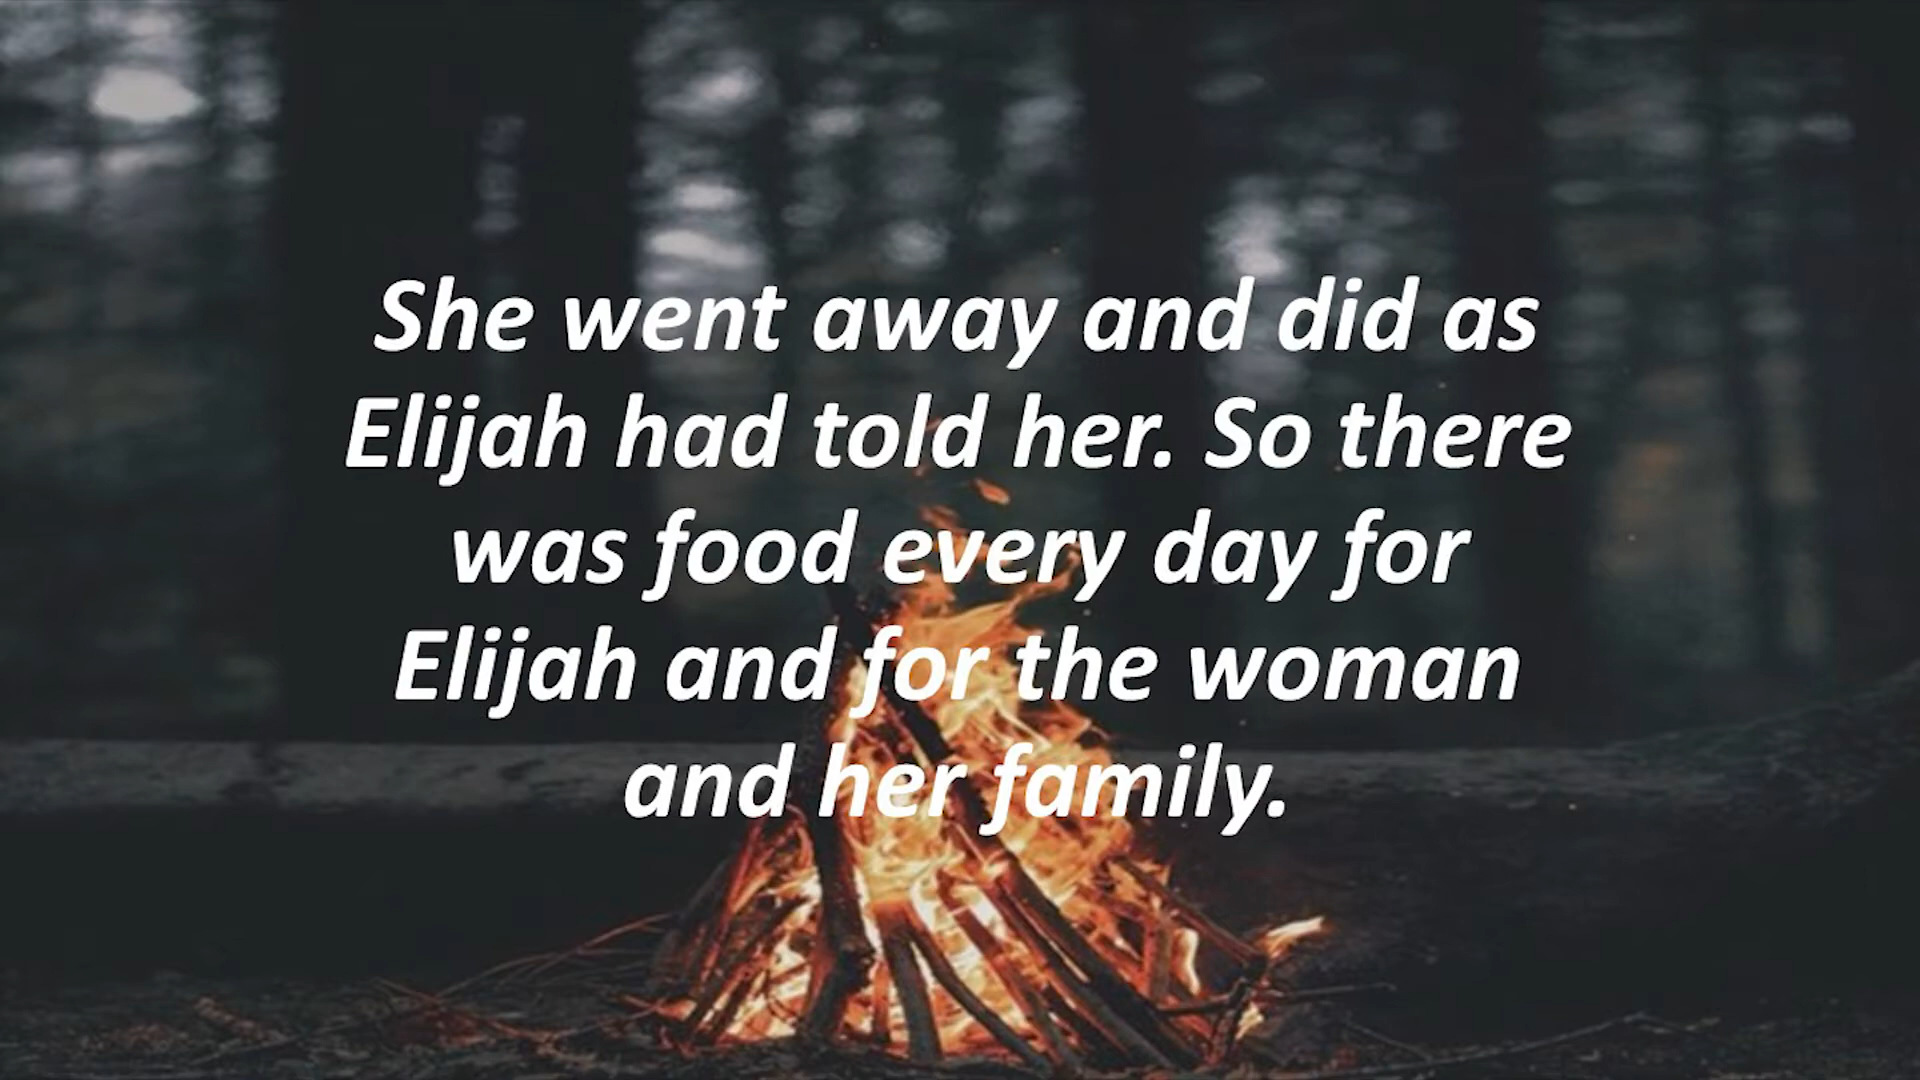 She went away and did as
Elijah had told her. So there
was food every day for
Elijah and for the woman
and her family.